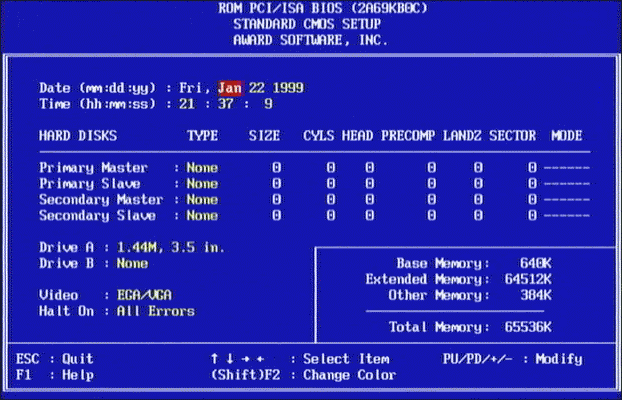 ROM PCI/ISA BIOS (2A69KB0C)
STANDARD CMOS SETUP
AWARD SOFTWARE, INC.
Date (mm:dd:yy) : Fri, Jan 22 1999
Time (hh:mm:ss) : 21 : 37 : 9
HARD DISKS TYPE SIZE CYLS HEAD PRECOMP LANDZ SECTOR MODE
Primary Master : None 0 0 0 0 0 0 ------
Primary Slave : None 0 0 0 0 0 0 ------
Secondary Master : None 0 0 0 0 0 0 ------
Secondary Slave : None 0 0 0 0 0 0 ------
Drive A : 1.44M, 3.5 in.
Drive B : None
Video : EGA/VGA
Halt On : All Errors
Base Memory: 640K
Extended Memory: 64512K
Other Memory: 384K
Total Memory: 65536K
ESC : Quit ↑ ↓ → ← : Select Item PU/PD/+/- : Modify
F1 : Help (Shift)F2 : Change Color